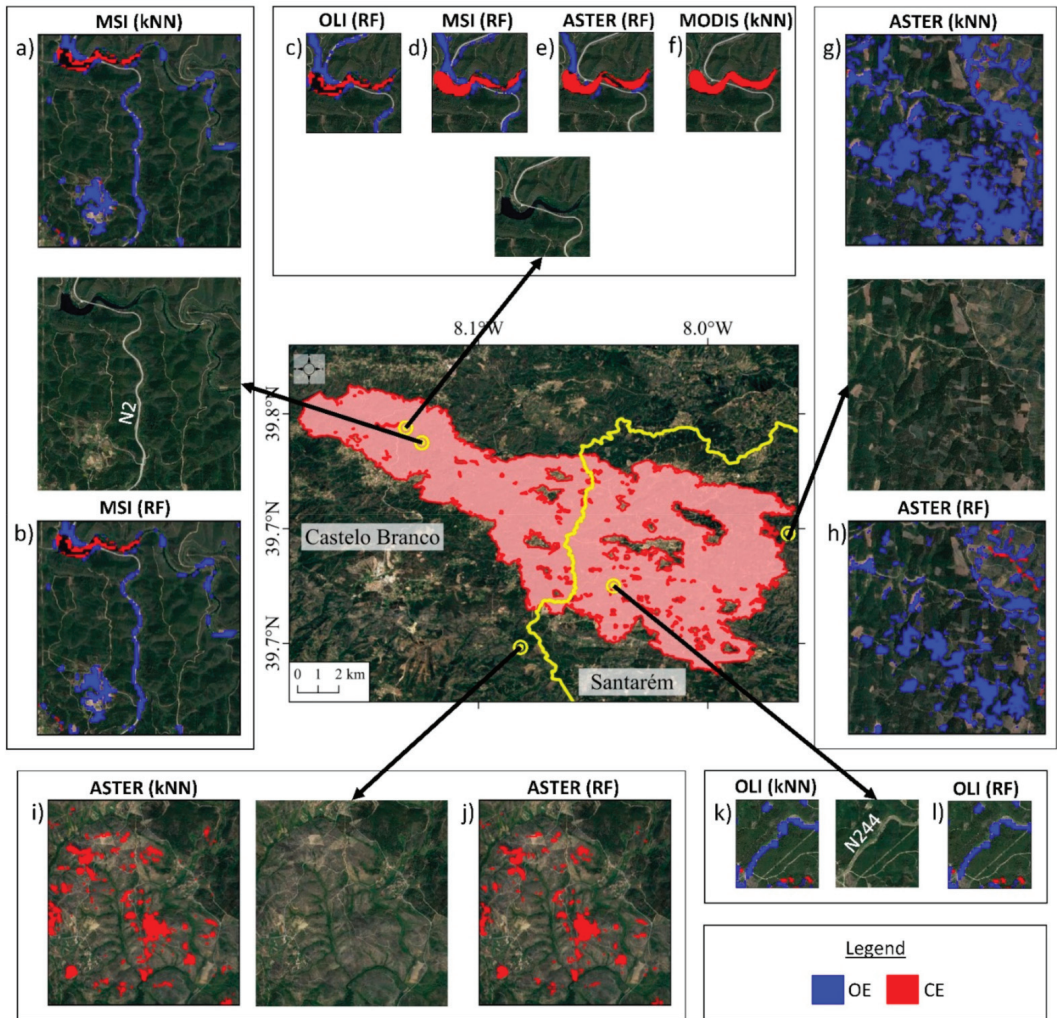 MSI (kNN)
a)
N2
MSI (RF)
b)
OLI (RF)
MSI (RF)
ASTER (RF)
MODIS (kNN)
c)
d)
e)
f)
ASTER (kNN)
g)
ASTER (RF)
h)
8.1°W
8.0°W
39.8°N
39.7°N
39.7°N
Castelo Branco
Santarém
0 1 2 km
ASTER (kNN)
i)
ASTER (RF)
j)
OLI (kNN)
k)
N244
OLI (RF)
l)
Legend
OE
CE